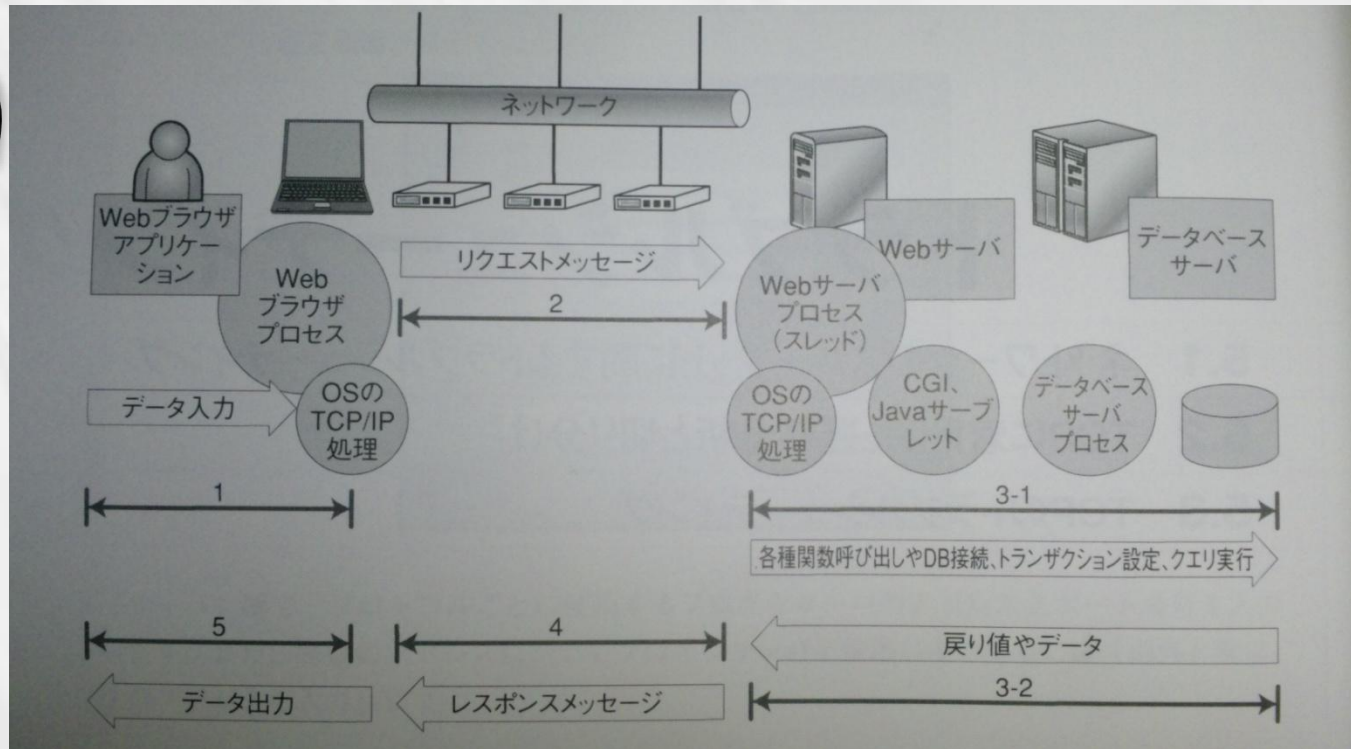 ネットワーク
Webブラウザ
アプリケー
ション
Web
ブラウザ
プロセス
リクエストメッセージ
2
Webサーバ
プロセス
(スレッド)
Webサーバ
データベース
サーバ
データ入力
OSの
TCP/IP
処理
OSの
TCP/IP
処理
CGI、
Javaサーブ
レット
データベース
サーバ
プロセス
1
3-1
各種関数呼び出しやDB接続、トランザクション設定、クエリ実行
5
4
戻り値やデータ
データ出力
レスポンスメッセージ
3-2